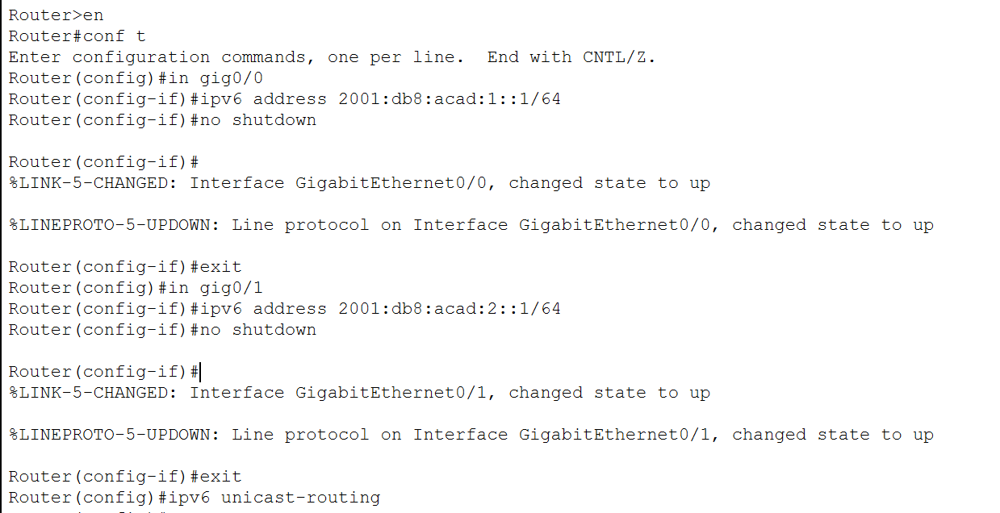 Router>en
Router#conf t
Enter configuration commands, one per line.  End with CNTL/Z.
Router(config)#in gig0/0
Router(config-if)#ipv6 address 2001:db8:acad:1::1/64
Router(config-if)#no shutdown
Router(config-if)#
%LINK-5-CHANGED: Interface GigabitEthernet0/0, changed state to up
%LINEPROTO-5-UPDOWN: Line protocol on Interface GigabitEthernet0/0, changed state to up
Router(config-if)#exit
Router(config)#in gig0/1
Router(config-if)#ipv6 address 2001:db8:acad:2::1/64
Router(config-if)#no shutdown
Router(config-if)#
%LINK-5-CHANGED: Interface GigabitEthernet0/1, changed state to up
%LINEPROTO-5-UPDOWN: Line protocol on Interface GigabitEthernet0/1, changed state to up
Router(config-if)#exit
Router(config)#ipv6 unicast-routing